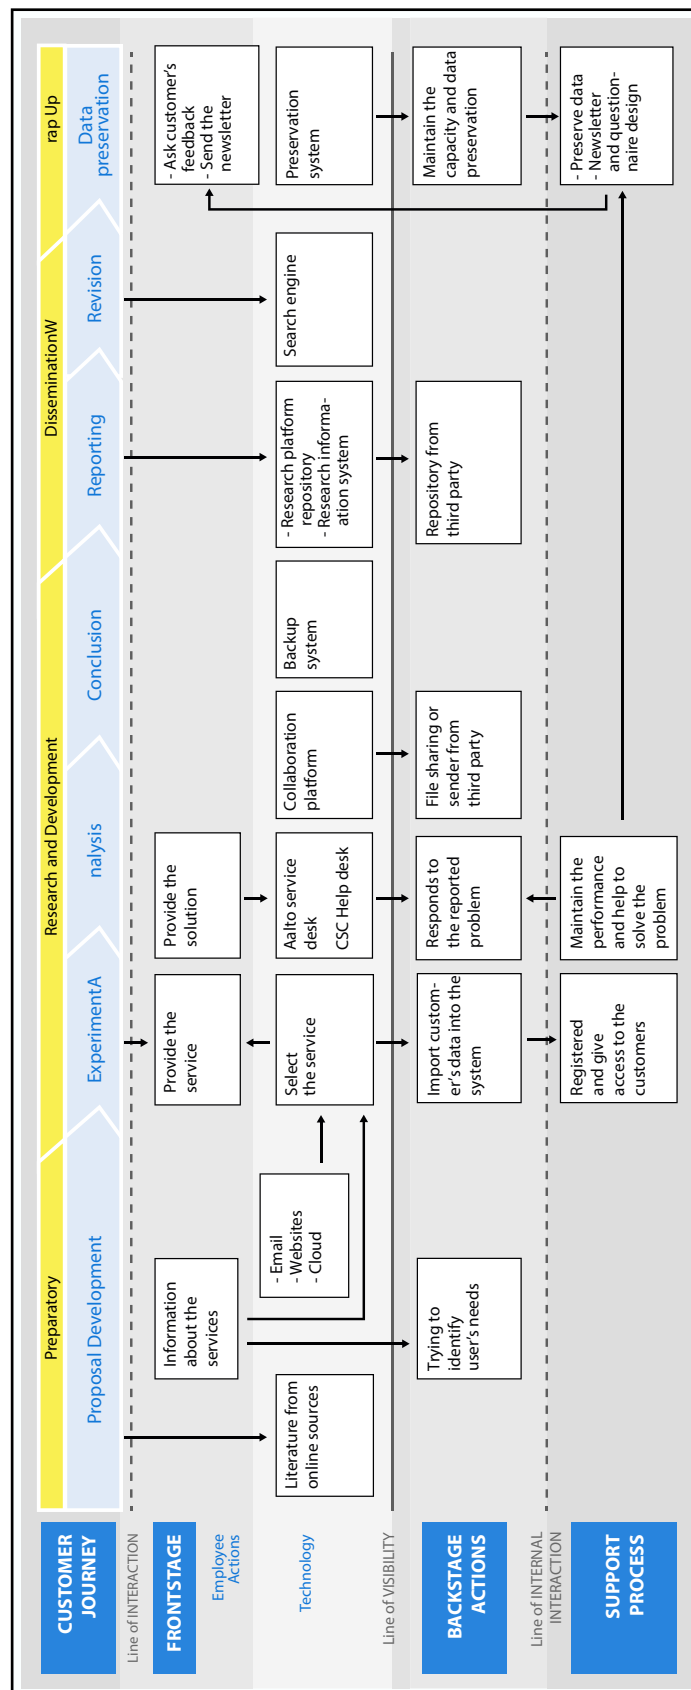 CUSTOMER
JOURNEY
Preparatory
Research and Development
DisseminationW
rap Up
Proposal Development
ExperimentA
nalysis
Conclusion
Reporting
Revision
Data
preservation
Line of INTERACTION
FRONTSTAGE
Employee
Actions
Information
about the
services
Provide the
service
Provide the
solution
- Ask customer's
feedback
- Send the
newsletter
Technology
Literature from
online sources
- Email
- Websites
- Cloud
Select
the service
Aalto service
desk
CSC Help desk
Collaboration
platform
Backup
system
- Research platform
repository
- Research informa-
ation system
Search engine
Preservation
system
Line of VISIBILITY
BACKSTAGE
ACTIONS
Trying to
identify
user's needs
Import custom-
er's data into the
system
Responds to
the reported
problem
File sharing or
sender from
third party
Repository from
third party
Maintain the
capacity and data
preservation
Line of INTERNAL
INTERACTION
SUPPORT
PROCESS
Registered
and give
access to the
customers
Maintain the
performance
and help to
solve the
problem
- Preserve data
- Newsletter
and question-
naire design